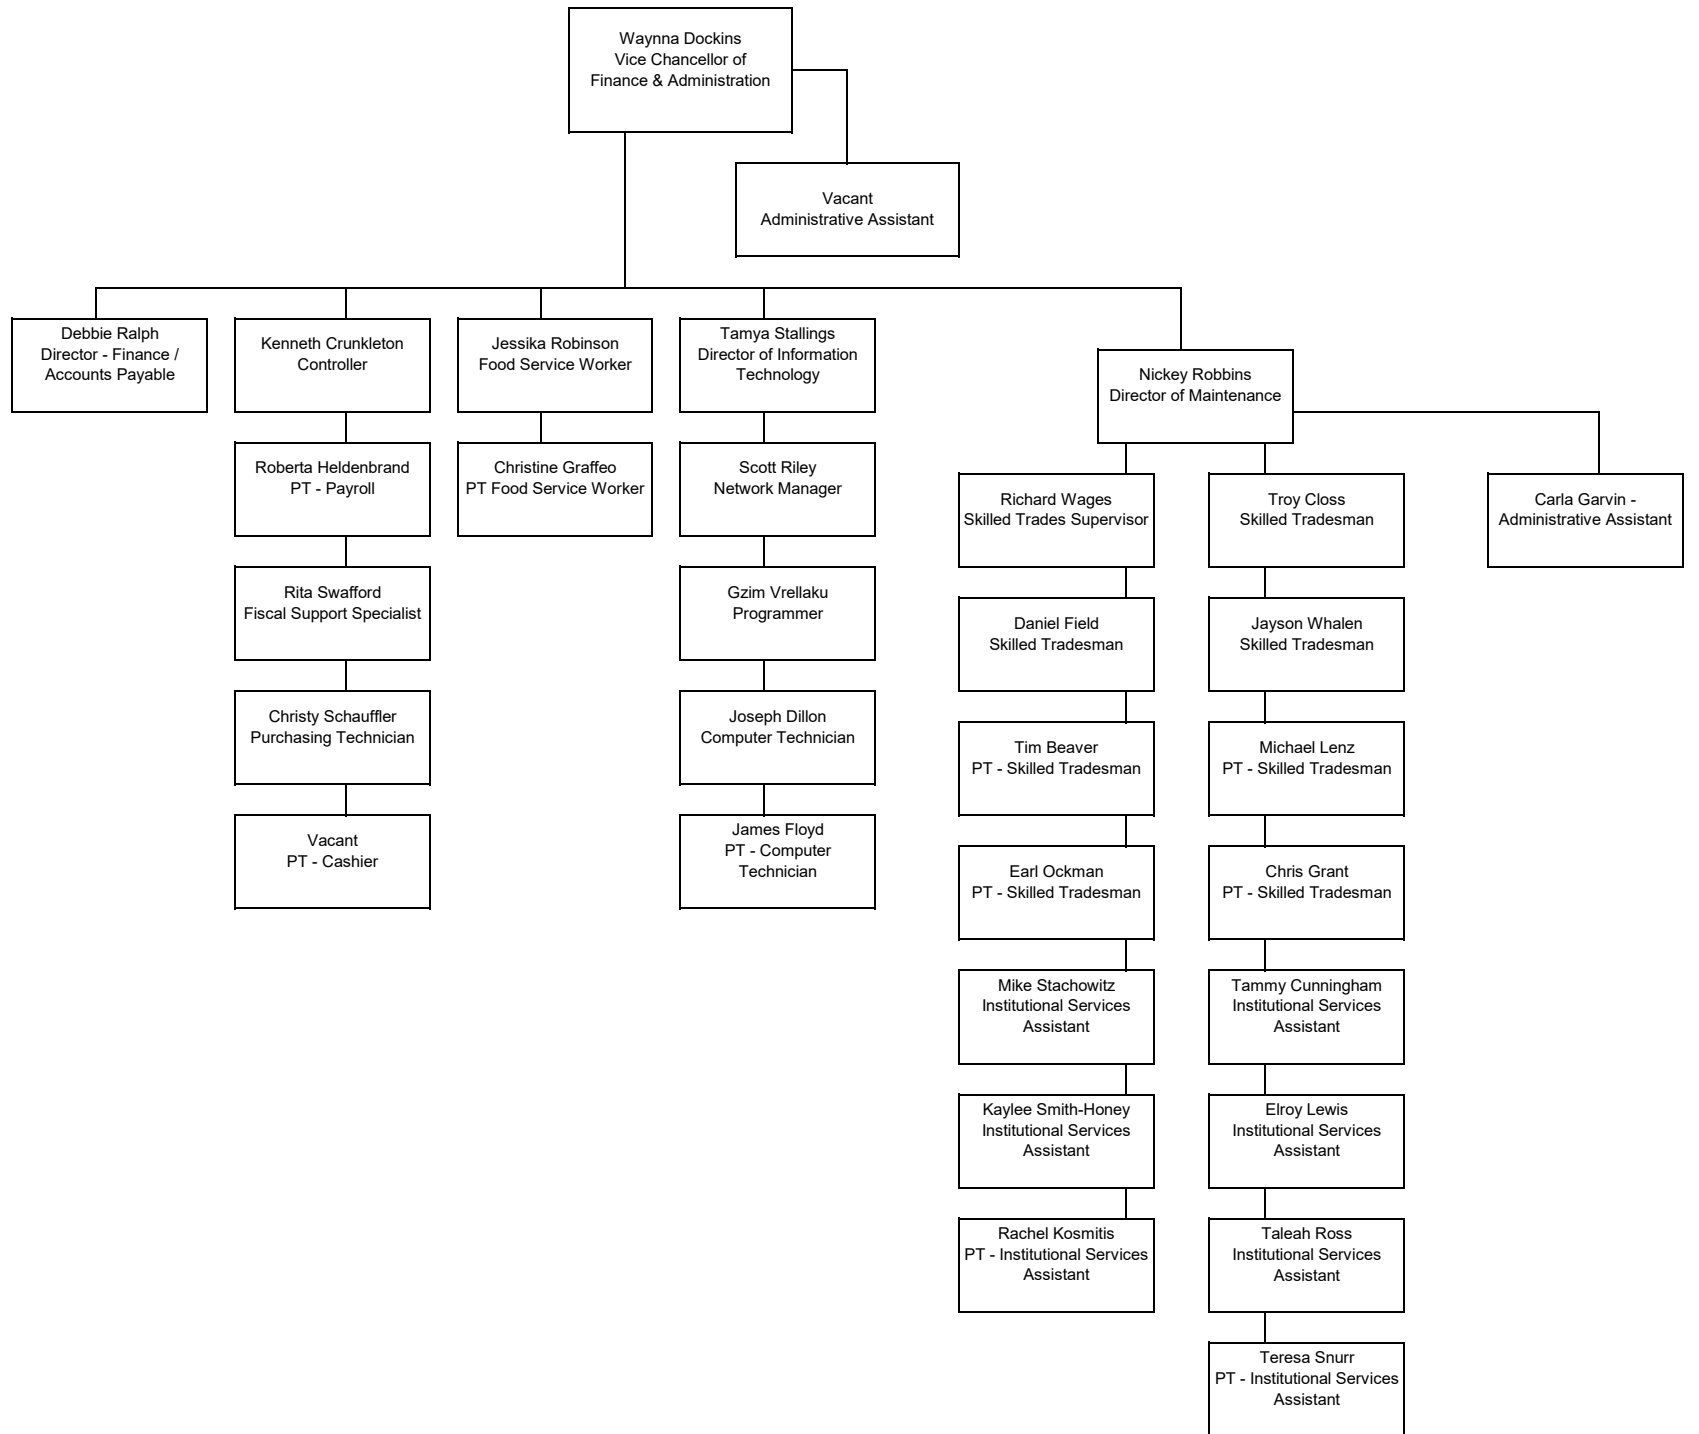 Waynna Dockins
Vice Chancellor of
Finance & Administration
Vacant
Administrative Assistant
Debbie Ralph
Director - Finance /
Accounts Payable
Kenneth Crunkleton
Controller
Jessika Robinson
Food Service Worker
Tamya Stallings
Director of Information
Technology
Nickey Robbins
Director of Maintenance
Roberta Heldenbrand
PT - Payroll
Christine Graffeo
PT Food Service Worker
Scott Riley
Network Manager
Richard Wages
Skilled Trades Supervisor
Troy Closs
Skilled Tradesman
Carla Garvin -
Administrative Assistant
Rita Swafford
Fiscal Support Specialist
Gzim Vrellaku
Programmer
Daniel Field
Skilled Tradesman
Jayson Whalen
Skilled Tradesman
Christy Schauffler
Purchasing Technician
Joseph Dillon
Computer Technician
Tim Beaver
PT - Skilled Tradesman
Michael Lenz
PT - Skilled Tradesman
Vacant
PT - Cashier
James Floyd
PT - Computer
Technician
Earl Ockman
PT - Skilled Tradesman
Chris Grant
PT - Skilled Tradesman
Mike Stachowitz
Institutional Services
Assistant
Tammy Cunningham
Institutional Services
Assistant
Kaylee Smith-Honey
Institutional Services
Assistant
Elroy Lewis
Institutional Services
Assistant
Rachel Kosmitis
PT - Institutional Services
Assistant
Taleah Ross
Institutional Services
Assistant
Teresa Snurr
PT - Institutional Services
Assistant